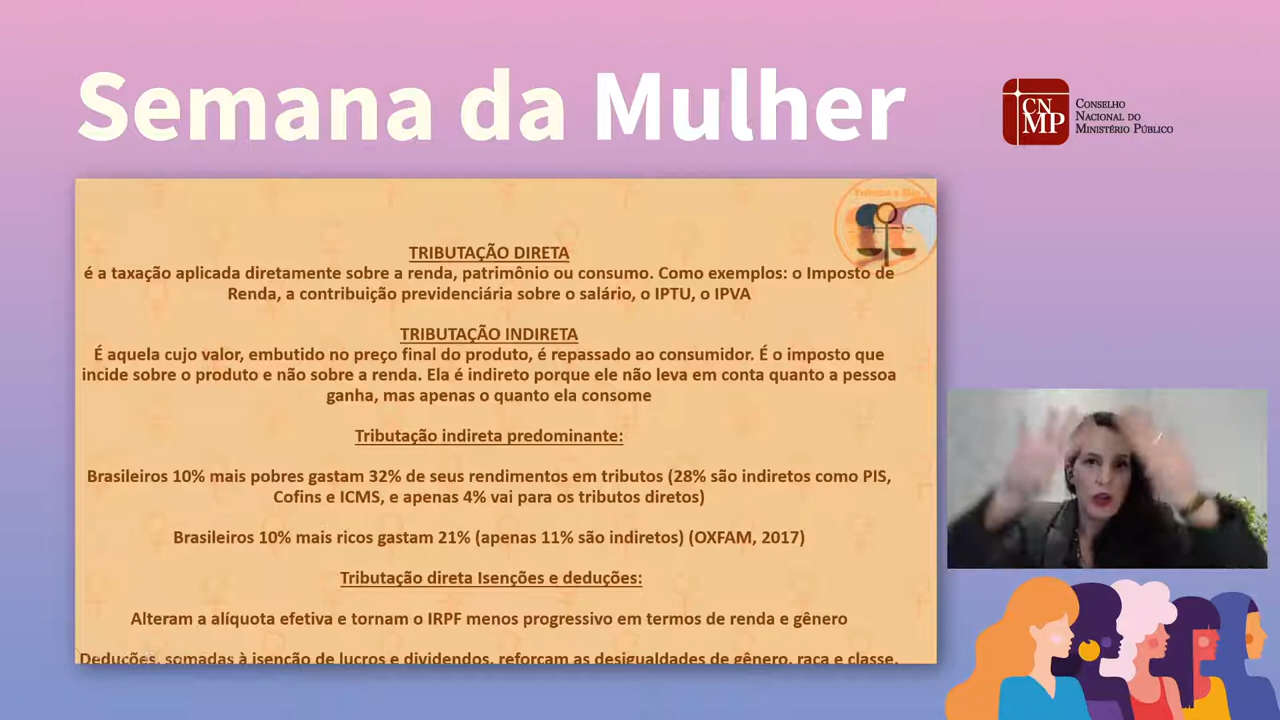 Semana da Mulher
CNMP
CONSELHO
NACIONAL DO
MINISTÉRIO PÚBLICO
TRIBUTAÇÃO DIRETA
é a taxação aplicada diretamente sobre a renda, patrimônio ou consumo. Como exemplos: o Imposto de
Renda, a contribuição previdenciária sobre o salário, o IPTU, o IPVA
TRIBUTAÇÃO INDIRETA
É aquela cujo valor, embutido no preço final do produto, é repassado ao consumidor. É o imposto que
incide sobre o produto e não sobre a renda. Ela é indireto porque ele não leva em conta quanto a pessoa
ganha, mas apenas o quanto ela consome
Tributação indireta predominante:
Brasileiros 10% mais pobres gastam 32% de seus rendimentos em tributos (28% são indiretos como PIS,
Cofins e ICMS, e apenas 4% vai para os tributos diretos)
Brasileiros 10% mais ricos gastam 21% (apenas 11% são indiretos) (OXFAM, 2017)
Tributação direta Isenções e deduções:
Alteram a alíquota efetiva e tornam o IRPF menos progressivo em termos de renda e gênero
Deduções, somadas à isenção de lucros e dividendos, reforçam as desigualdades de gênero, raça e classe.